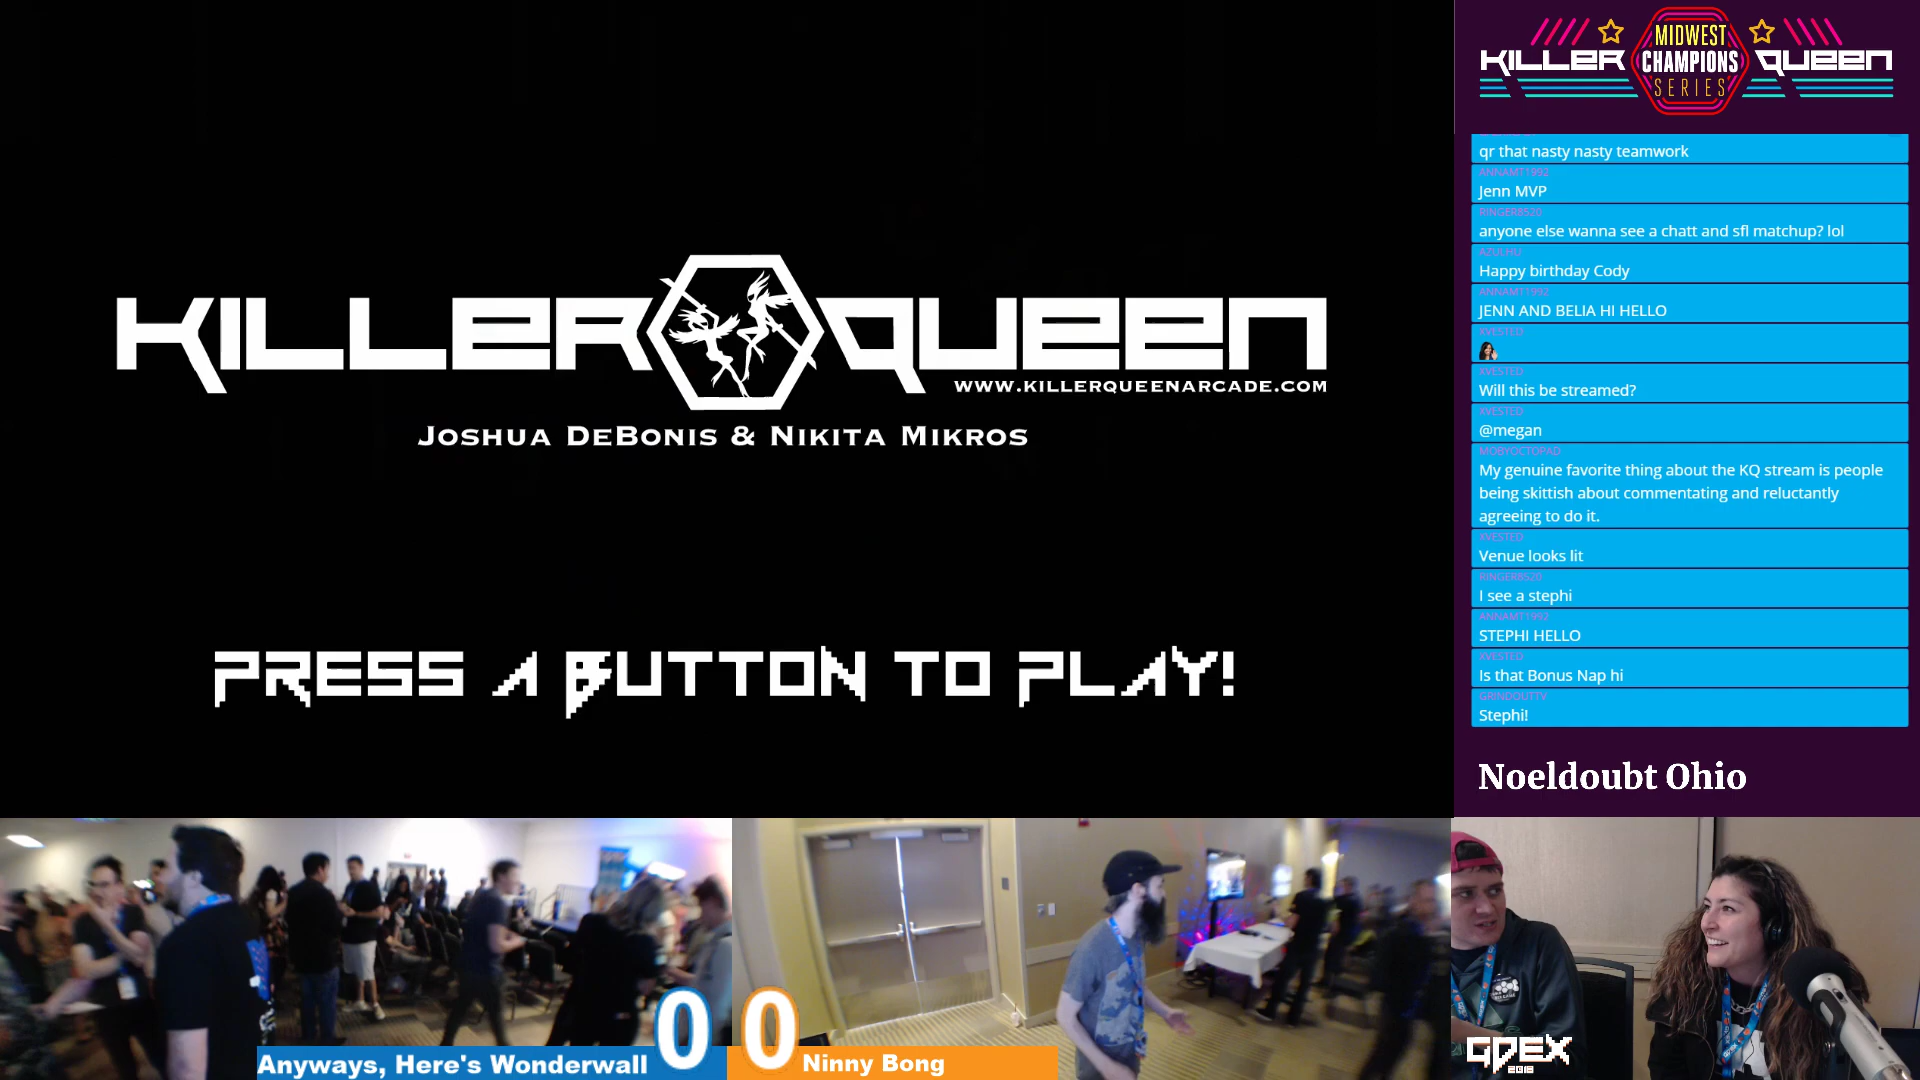 KILLER QUEEN
WWW.KILLERQUEENARCADE.COM
JOSHUA DEBONIS & NIKITA MIKROS
PRESS A BUTTON TO PLAY!
KILLER MIDWEST CHAMPIONS SERIES QUEEN
qr that nasty nasty teamwork
ANNAMT1992
Jenn MVP
RINGER8520
anyone else wanna see a chatt and sfl matchup? lol
AZULHU
Happy birthday Cody
ANNAMT1992
JENN AND BELIA HI HELLO
XVESTED
XVESTED
Will this be streamed?
XVESTED
@megan
MOBYOCTOPAD
My genuine favorite thing about the KQ stream is people
being skittish about commentating and reluctantly
agreeing to do it.
XVESTED
Venue looks lit
RINGER8520
I see a stephi
ANNAMT1992
STEPHI HELLO
XVESTED
Is that Bonus Nap hi
GRINDOUTTV
Stephi!
Noeldoubt Ohio
Anyways, Here's Wonderwall 0
0 Ninny Bong
GDEX
2018